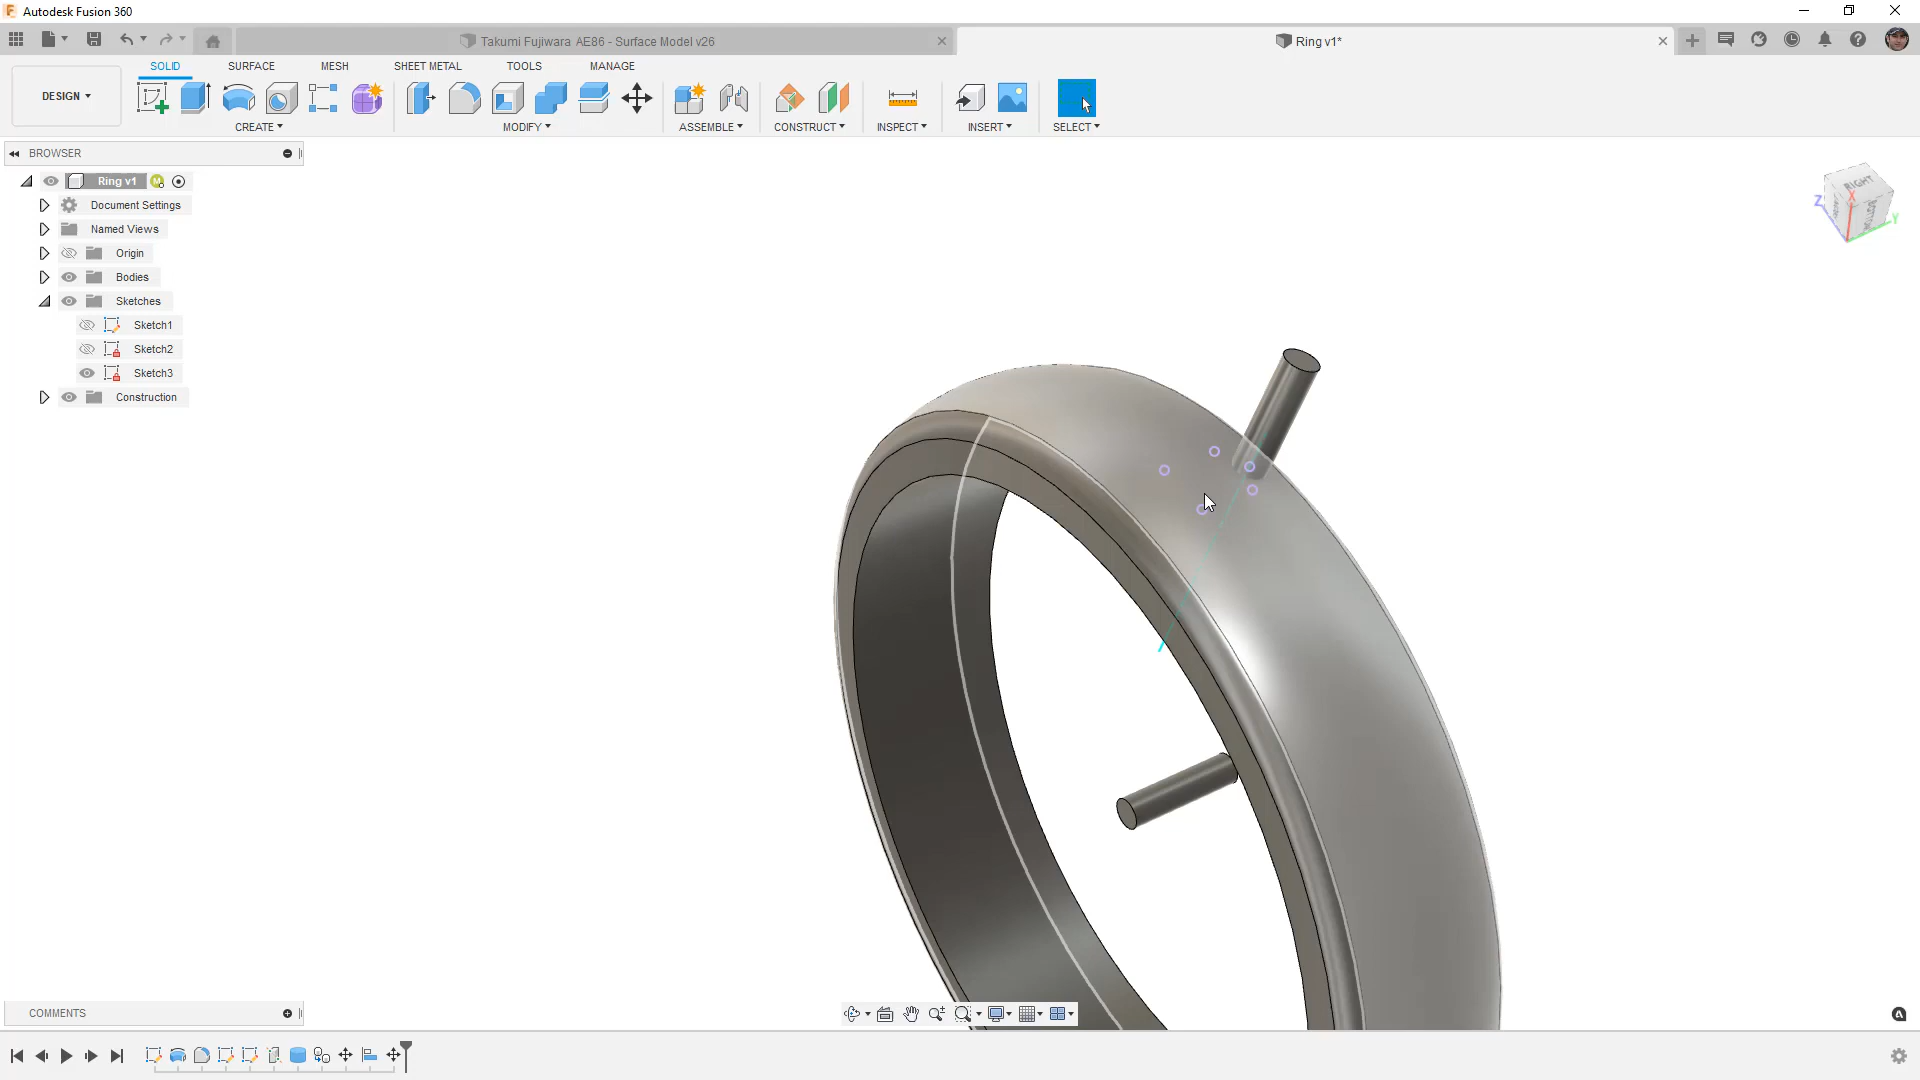 Autodesk Fusion 360
Takumi Fujiwara AE86 - Surface Model v26
Ring v1*
DESIGN
SOLID
SURFACE
MESH
SHEET METAL
TOOLS
MANAGE
CREATE
MODIFY
ASSEMBLE
CONSTRUCT
INSPECT
INSERT
SELECT
BROWSER
Ring v1
Document Settings
Named Views
Origin
Bodies
Sketches
Sketch1
Sketch2
Sketch3
Construction
RIGHT
BOTTOM
Z
X
Y
COMMENTS